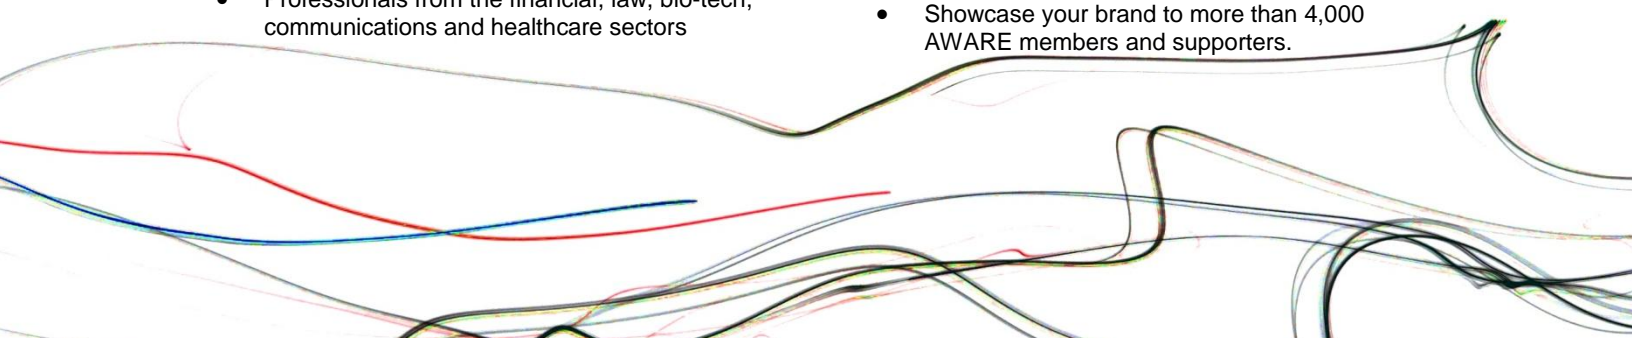 • Professionals from the financial, law, bio-tech,
communications and healthcare sectors
• Showcase your brand to more than 4,000
AWARE members and supporters.